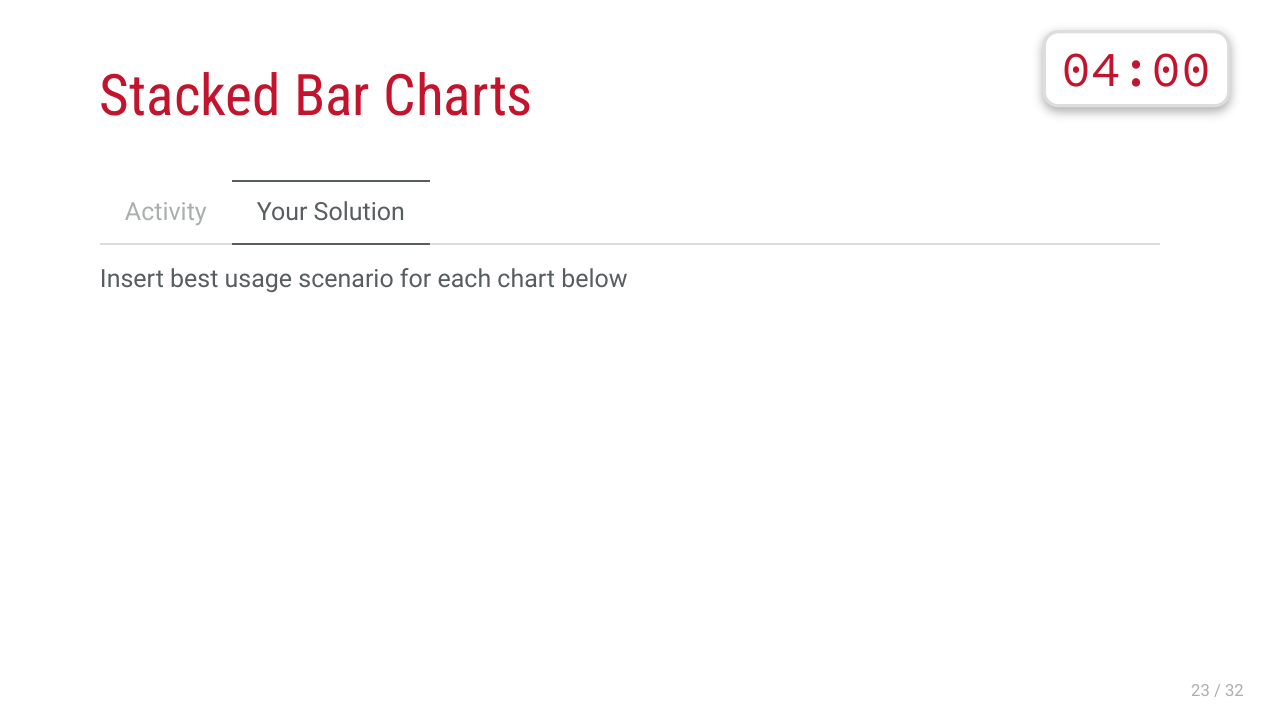 Stacked Bar Charts
04:00
Activity
Your Solution
Insert best usage scenario for each chart below
23 / 32